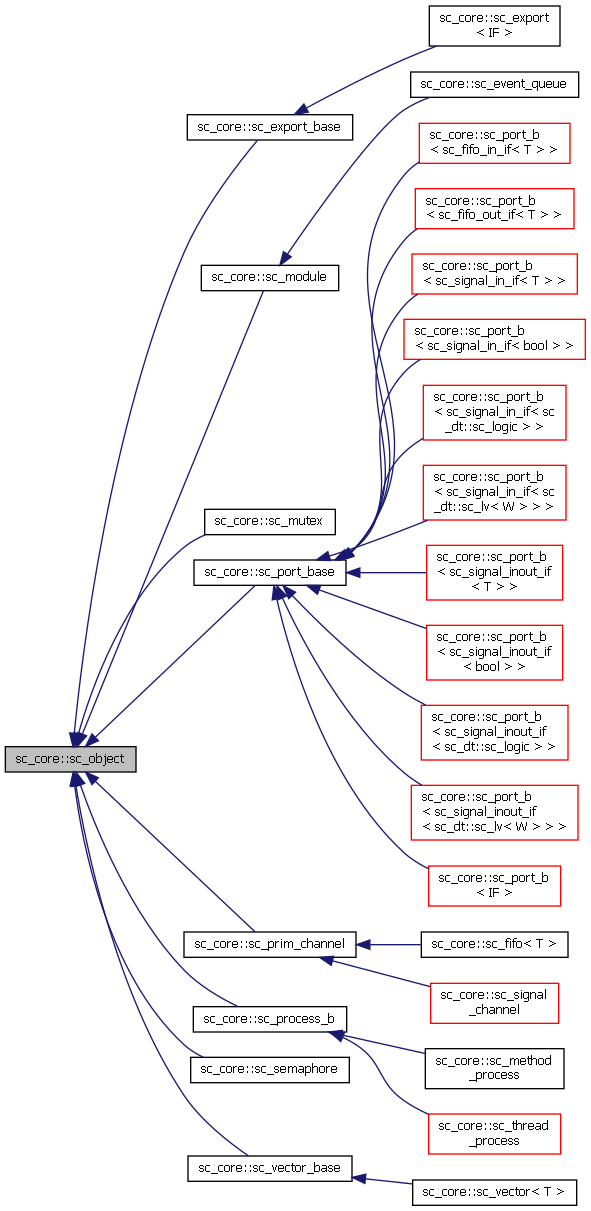 sc_core::sc_export
< IF >
sc_core::sc_event_queue
sc_core::sc_export_base
sc_core::sc_port_b
< sc_fifo_in_if< T > >
sc_core::sc_port_b
< sc_fifo_out_if< T > >
sc_core::sc_module
sc_core::sc_port_b
< sc_signal_in_if< T > >
sc_core::sc_port_b
< sc_signal_in_if< bool > >
sc_core::sc_port_b
< sc_signal_in_if< sc
_dt::sc_logic > >
sc_core::sc_port_b
< sc_signal_in_if< sc
_dt::sc_lv< W > > >
sc_core::sc_mutex
sc_core::sc_port_base
sc_core::sc_port_b
< sc_signal_inout_if
< T > >
sc_core::sc_port_b
< sc_signal_inout_if
< bool > >
sc_core::sc_port_b
< sc_signal_inout_if
< sc_dt::sc_logic > >
sc_core::sc_object
sc_core::sc_port_b
< sc_signal_inout_if
< sc_dt::sc_lv< W > > >
sc_core::sc_port_b
< IF >
sc_core::sc_prim_channel
sc_core::sc_fifo< T >
sc_core::sc_signal
_channel
sc_core::sc_process_b
sc_core::sc_method
_process
sc_core::sc_semaphore
sc_core::sc_thread
_process
sc_core::sc_vector_base
sc_core::sc_vector< T >